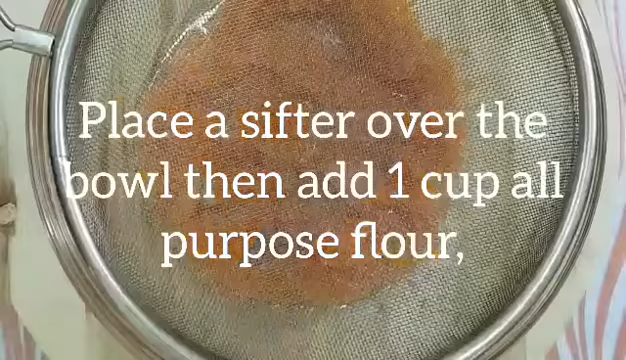 Place a sifter over the
bowl then add 1 cup all
purpose flour,